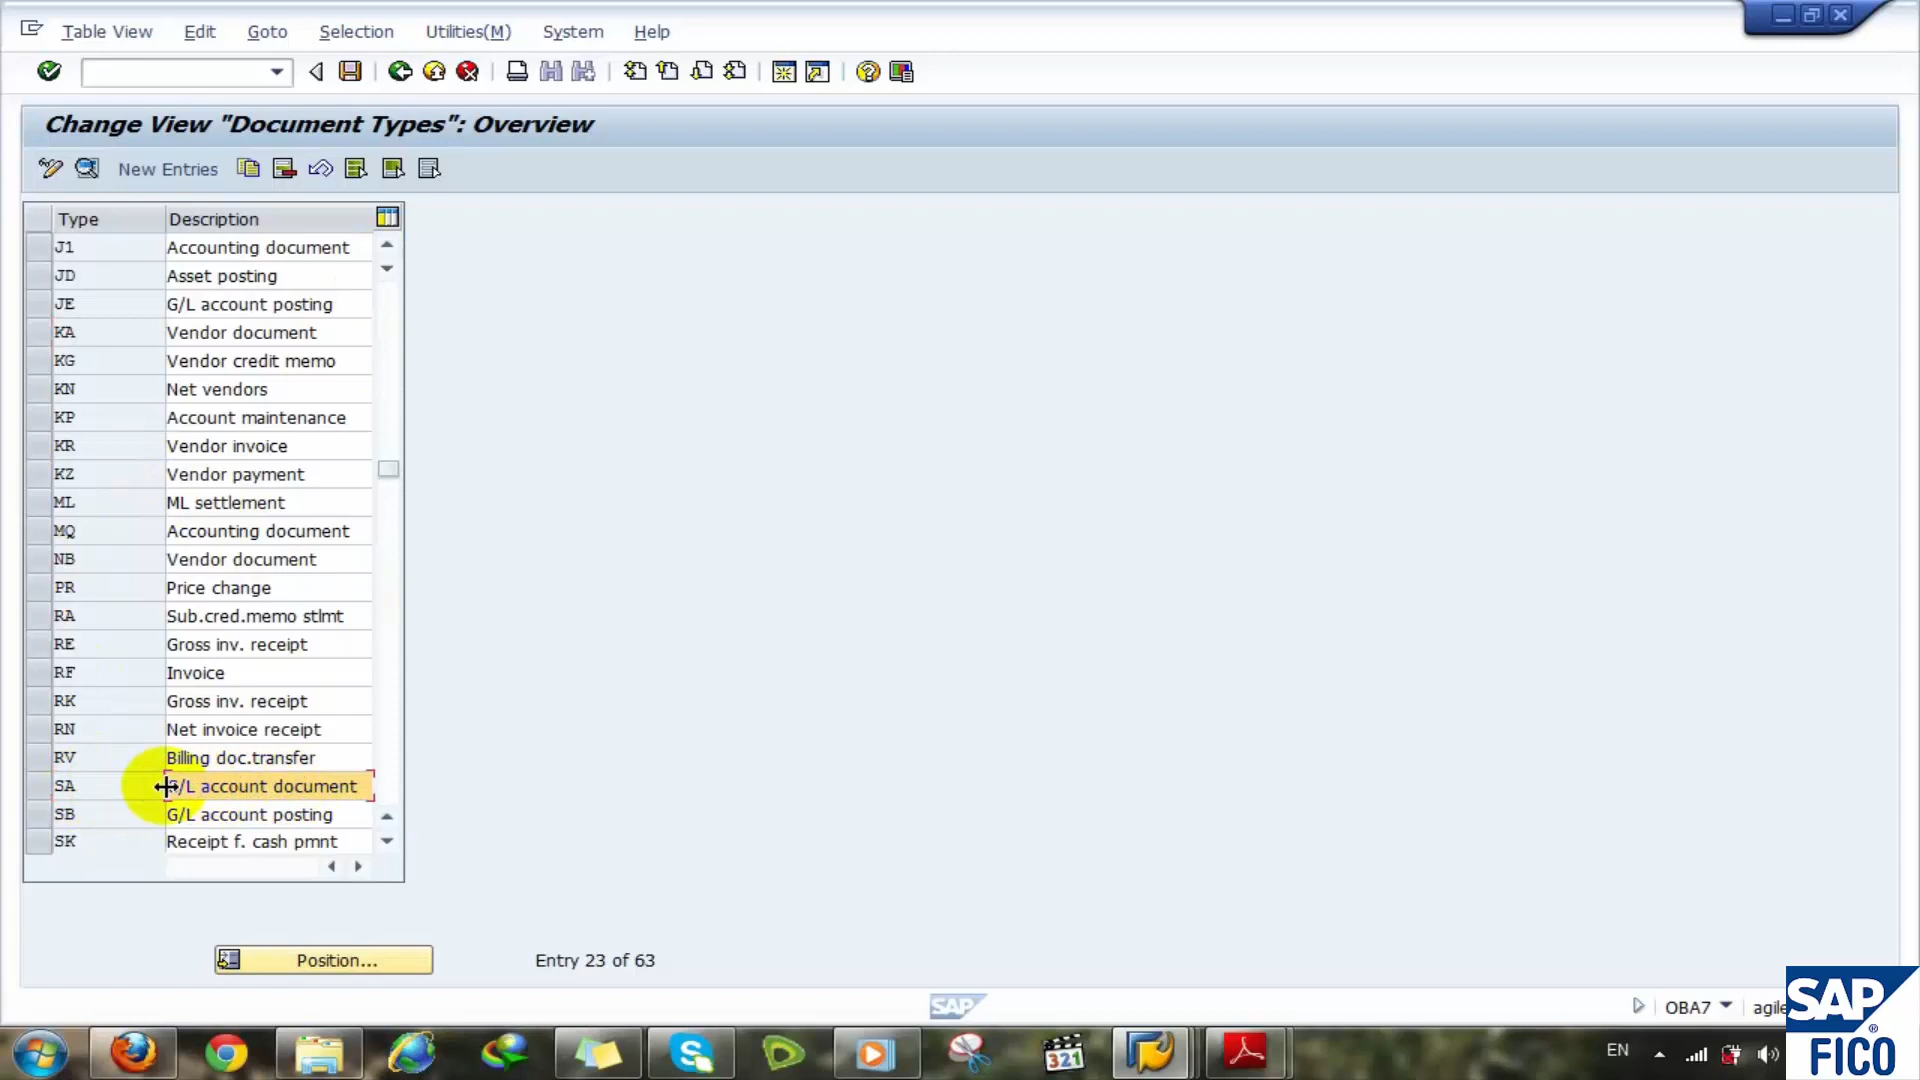 Table View Edit Goto Selection Utilities(M) System Help
Change View "Document Types": Overview
New Entries
Type Description
J1 Accounting document
JD Asset posting
JE G/L account posting
KA Vendor document
KG Vendor credit memo
KN Net vendors
KP Account maintenance
KR Vendor invoice
KZ Vendor payment
ML ML settlement
MQ Accounting document
NB Vendor document
PR Price change
RA Sub.cred.memo stlmt
RE Gross inv. receipt
RF Invoice
RK Gross inv. receipt
RN Net invoice receipt
RV Billing doc.transfer
SA G/L account document
SB G/L account posting
SK Receipt f. cash pmnt
Position... Entry 23 of 63
SAP
OBA7 agile
SAP ®
FICO
321
EN